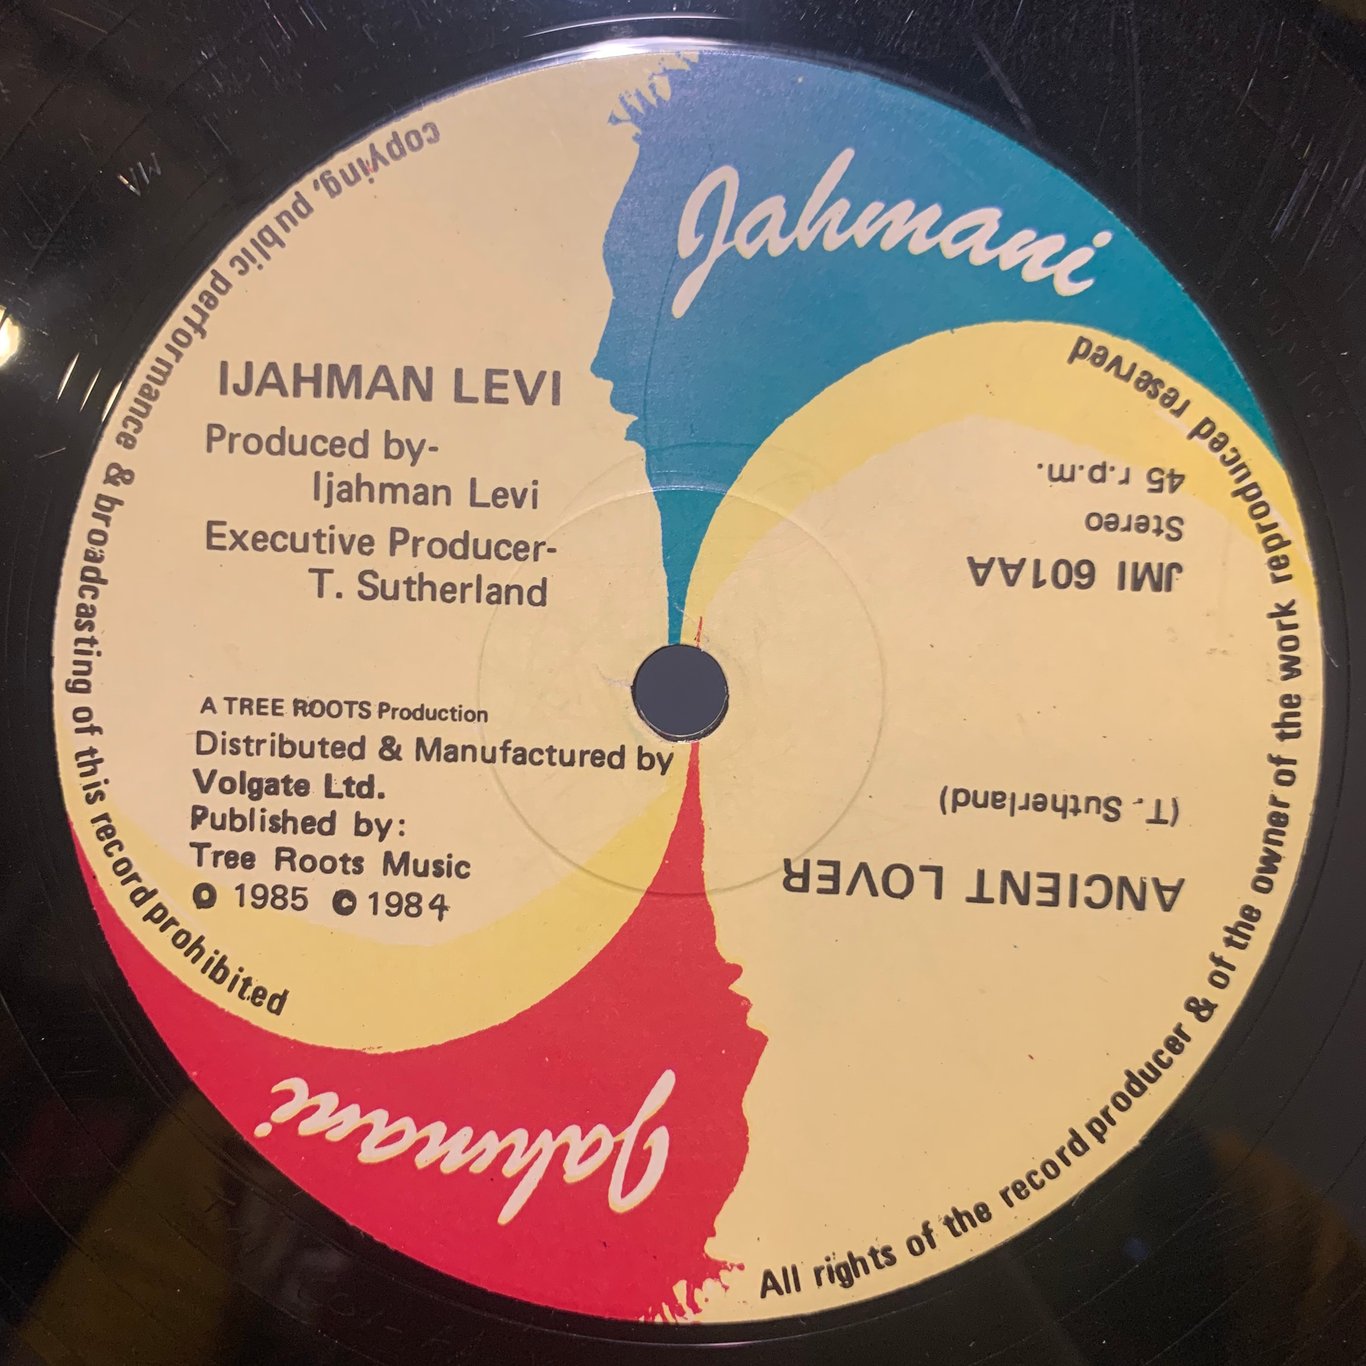 Jahmani
IJAHMAN LEVI
Produced by-
Ijahman Levi
Executive Producer-
T. Sutherland
A TREE ROOTS Production
Distributed & Manufactured by
Volgate Ltd.
Published by:
Tree Roots Music
℗ 1985 © 1984
Jahmani
ANCIENT LOVER
(T. Sutherland)
JMI 601AA
Stereo
45 r.p.m.
All rights of the record producer & of the owner of the work reproduced reserved
copying, public performance & broadcasting of this record prohibited